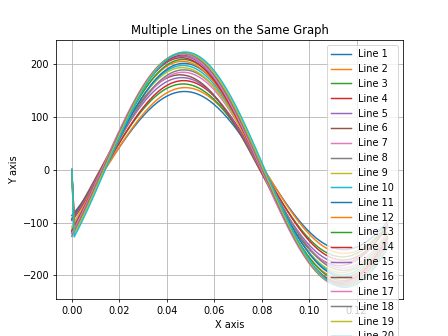 Multiple Lines on the Same Graph
Y axis
200
100
0
−100
−200
0.00
0.02
0.04
0.06
0.08
0.10
X axis
Line 1
Line 2
Line 3
Line 4
Line 5
Line 6
Line 7
Line 8
Line 9
Line 10
Line 11
Line 12
Line 13
Line 14
Line 15
Line 16
Line 17
Line 18
Line 19
Line 20